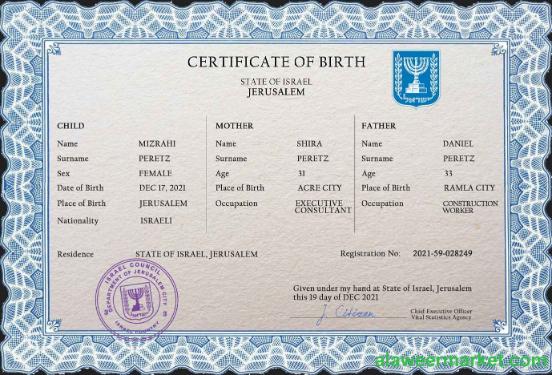 CERTIFICATE OF BIRTH
STATE OF ISRAEL
JERUSALEM
CHILD
Name MIZRAHI
Surname PERETZ
Sex FEMALE
Date of Birth DEC 17, 2021
Place of Birth JERUSALEM
Nationality ISRAELI
MOTHER
Name SHIRA
Surname PERETZ
Age 31
Place of Birth ACRE CITY
Occupation EXECUTIVE
CONSULTANT
FATHER
Name DANIEL
Surname PERETZ
Age 33
Place of Birth RAMLA CITY
Occupation CONSTRUCTION
WORKER
Residence STATE OF ISRAEL, JERUSALEM
Registration No: 2021-59-028249
ISRAEL COUNCIL
DEPARTMENT OF JERUSALEM CITY
Given under my hand at State of Israel, Jerusalem
this 19 day of DEC 2021
J. Citizen
Chief Executive Officer
Vital Statistics Agency
alaweermarket.com